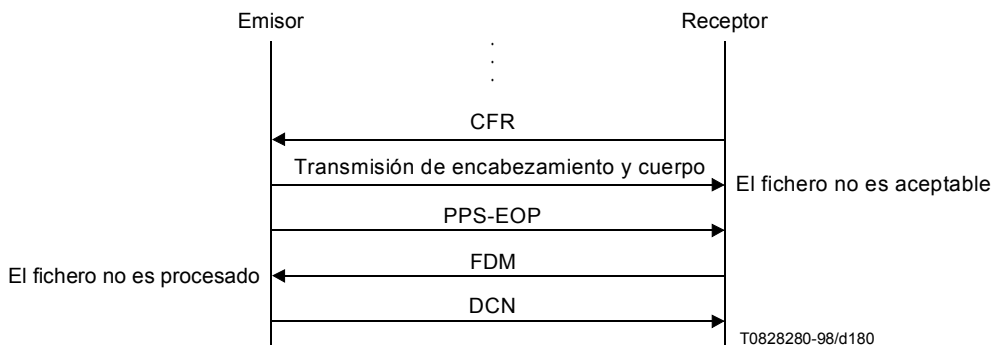 Emisor
Receptor
CFR
Transmisión de encabezamiento y cuerpo
El fichero no es aceptable
PPS-EOP
FDM
El fichero no es procesado
DCN
T0828280-98/d180